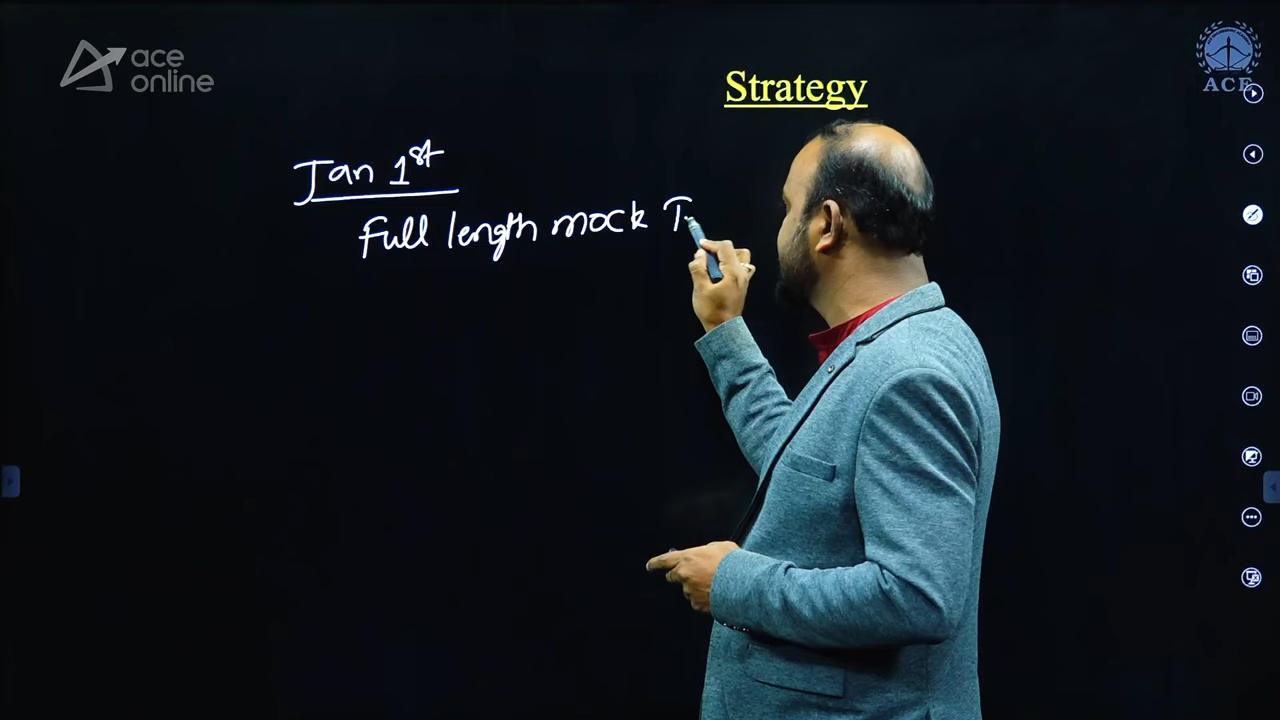 ace
online
Strategy
ACE
Jan 1st
Full length mock T